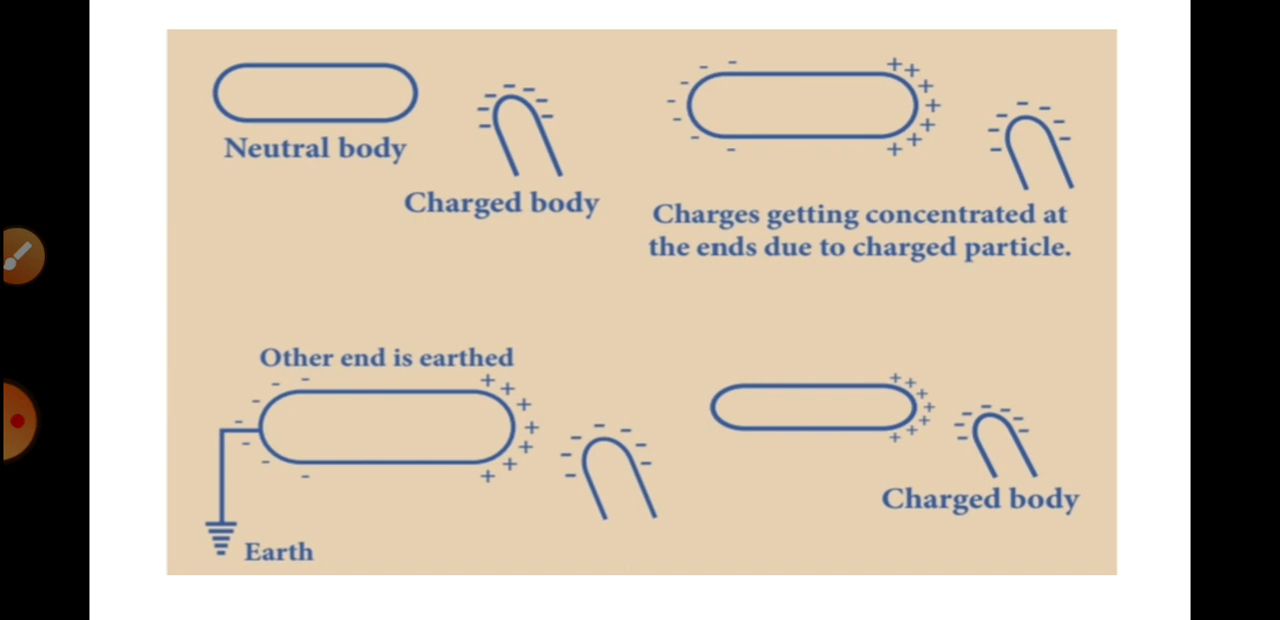 Neutral body
Charged body
Charges getting concentrated at
the ends due to charged particle.
Other end is earthed
Earth
Charged body